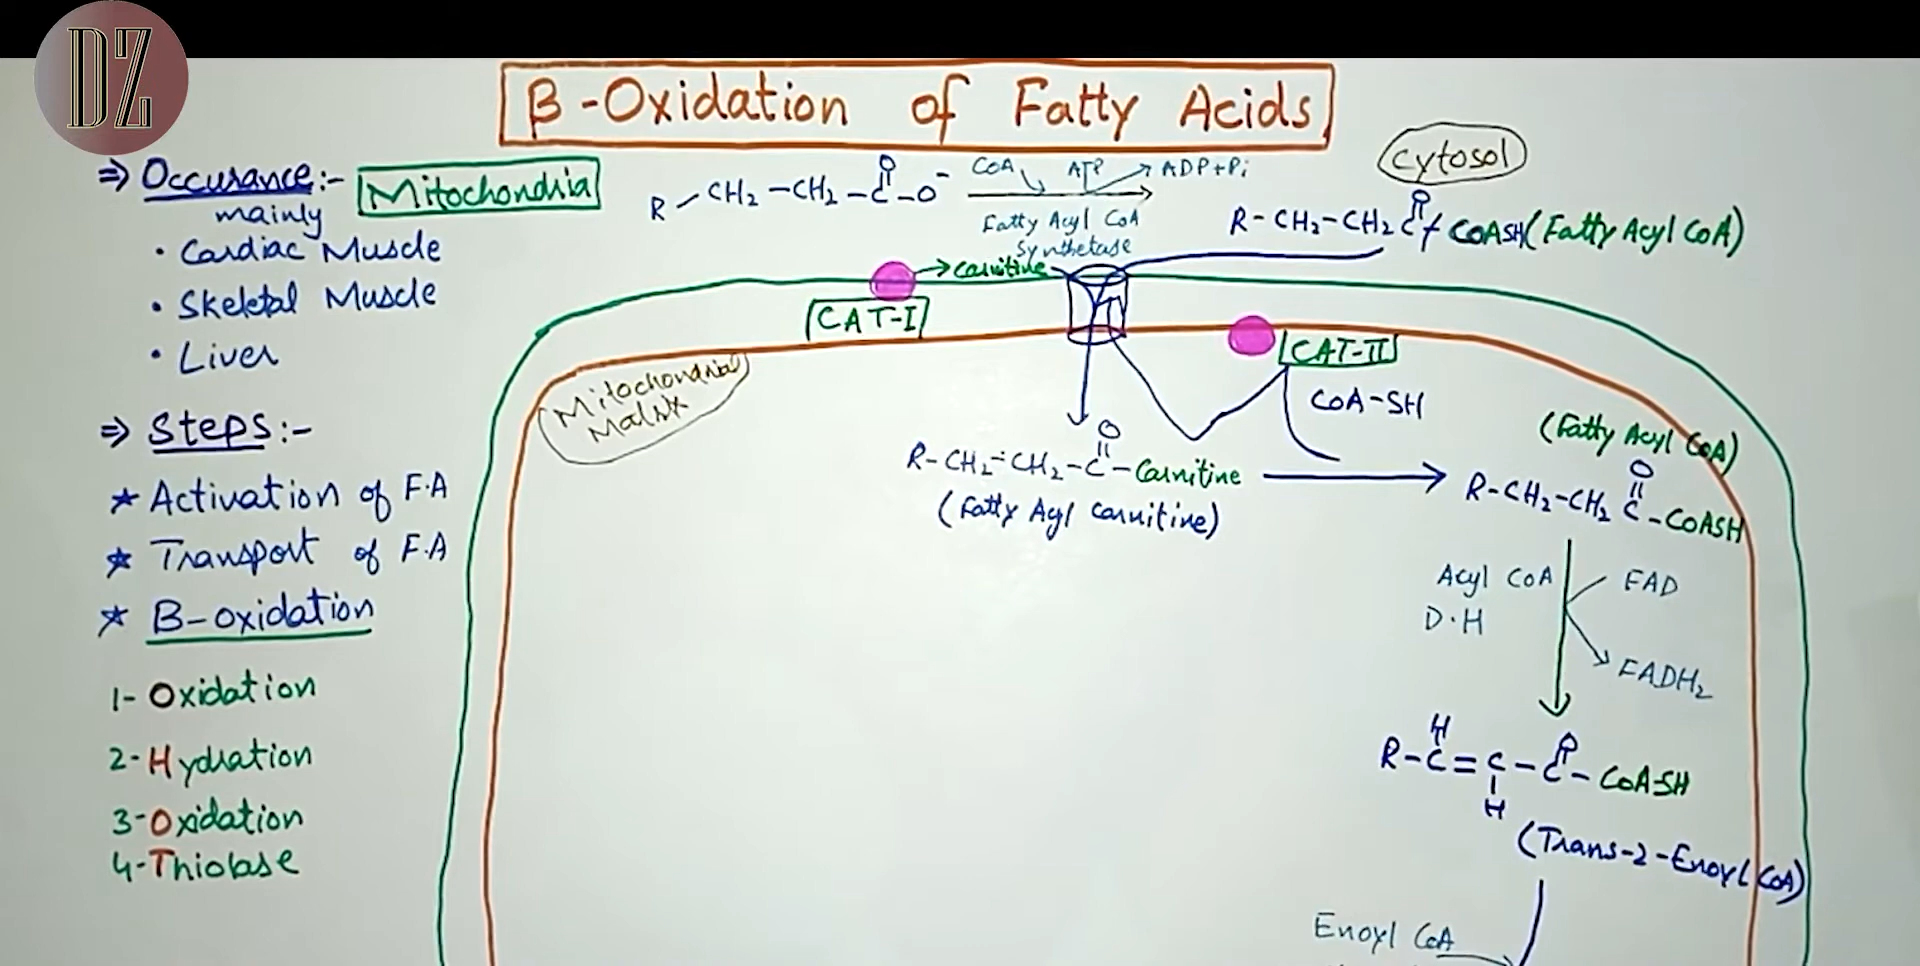 DZ
β-Oxidation of Fatty Acids
⇒ Occurance:- Mitochondria
mainly
• Cardiac Muscle
• Skeletal Muscle
• Liver
⇒ Steps:-
★ Activation of F.A
★ Transport of F.A
★ B-oxidation
1- Oxidation
2- Hydration
3- Oxidation
4- Thiolase
R-CH₂-CH₂-C-O⁻
O
CoA ATP → ADP+Pi
Fatty Acyl CoA
Synthetase
Cytosol
O
R-CH₂-CH₂ C COASH (Fatty Acyl CoA)
→ Carnitine
CAT-I
CAT-II
Mitochondrial
Matrix
CoA-SH
O
R-CH₂-CH₂-C-Carnitine
(Fatty Ayl Carnitine)
(Fatty Acyl CoA)
O
R-CH₂-CH₂ C-COASH
Acyl CoA
D.H
FAD
FADH₂
H O
R-C=C-C-COASH
H
(Trans-2-Enoyl CoA)
Enoyl CoA